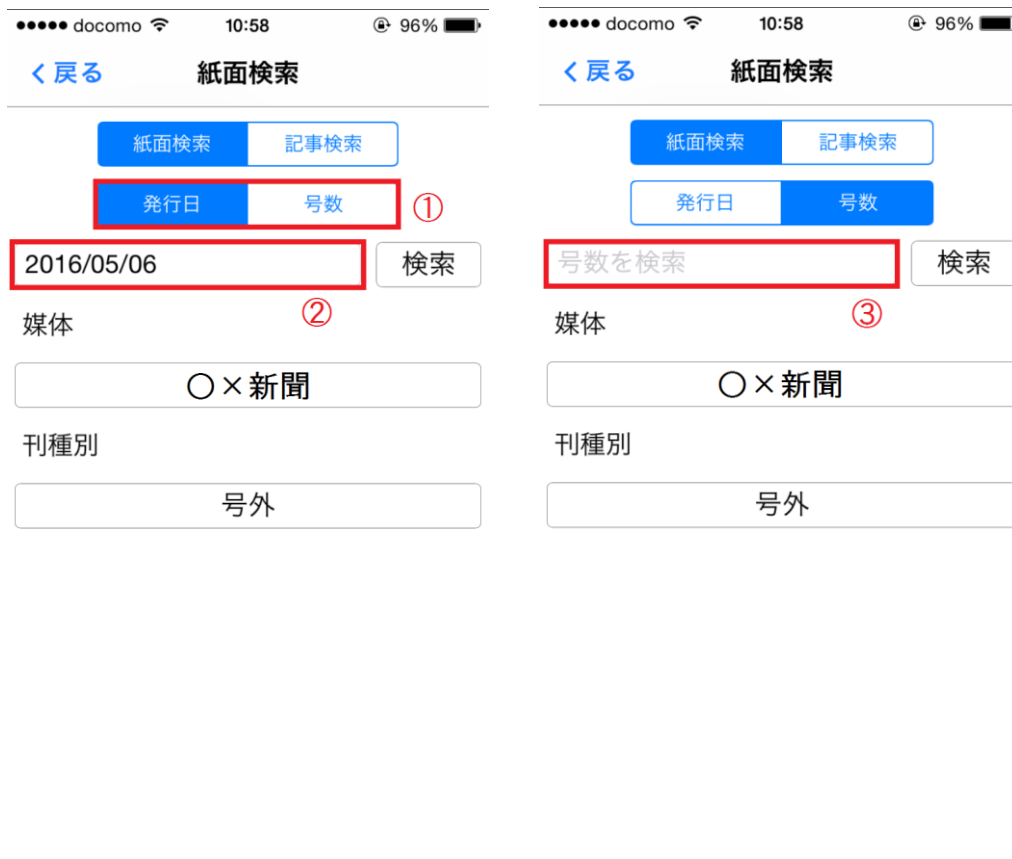 docomo 10:58 96%
戻る 紙面検索
紙面検索 記事検索
発行日 号数 ①
2016/05/06 検索
②
媒体
〇×新聞
刊種別
号外
docomo 10:58 96%
戻る 紙面検索
紙面検索 記事検索
発行日 号数
号数を検索 検索
③
媒体
〇×新聞
刊種別
号外